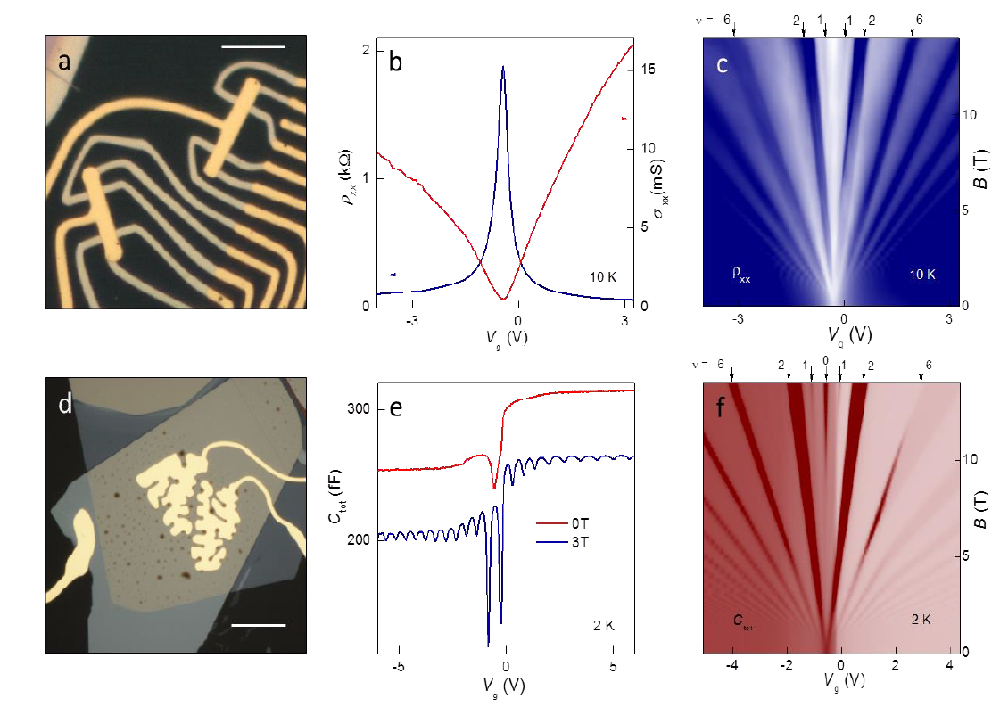 a
b
2
1
0
ρxx (kΩ)
15
10
5
0
σxx (mS)
10 K
-3
0
3
Vg (V)
c
ν = - 6
-2
-1
1
2
6
10
5
0
B (T)
ρxx
10 K
-3
0
3
Vg (V)
d
e
300
200
Ctot (fF)
0T
3T
2 K
-5
0
5
Vg (V)
f
ν = - 6
-2
-1
0
1
2
6
10
5
0
B (T)
Ctot
2 K
-4
-2
0
2
4
Vg (V)